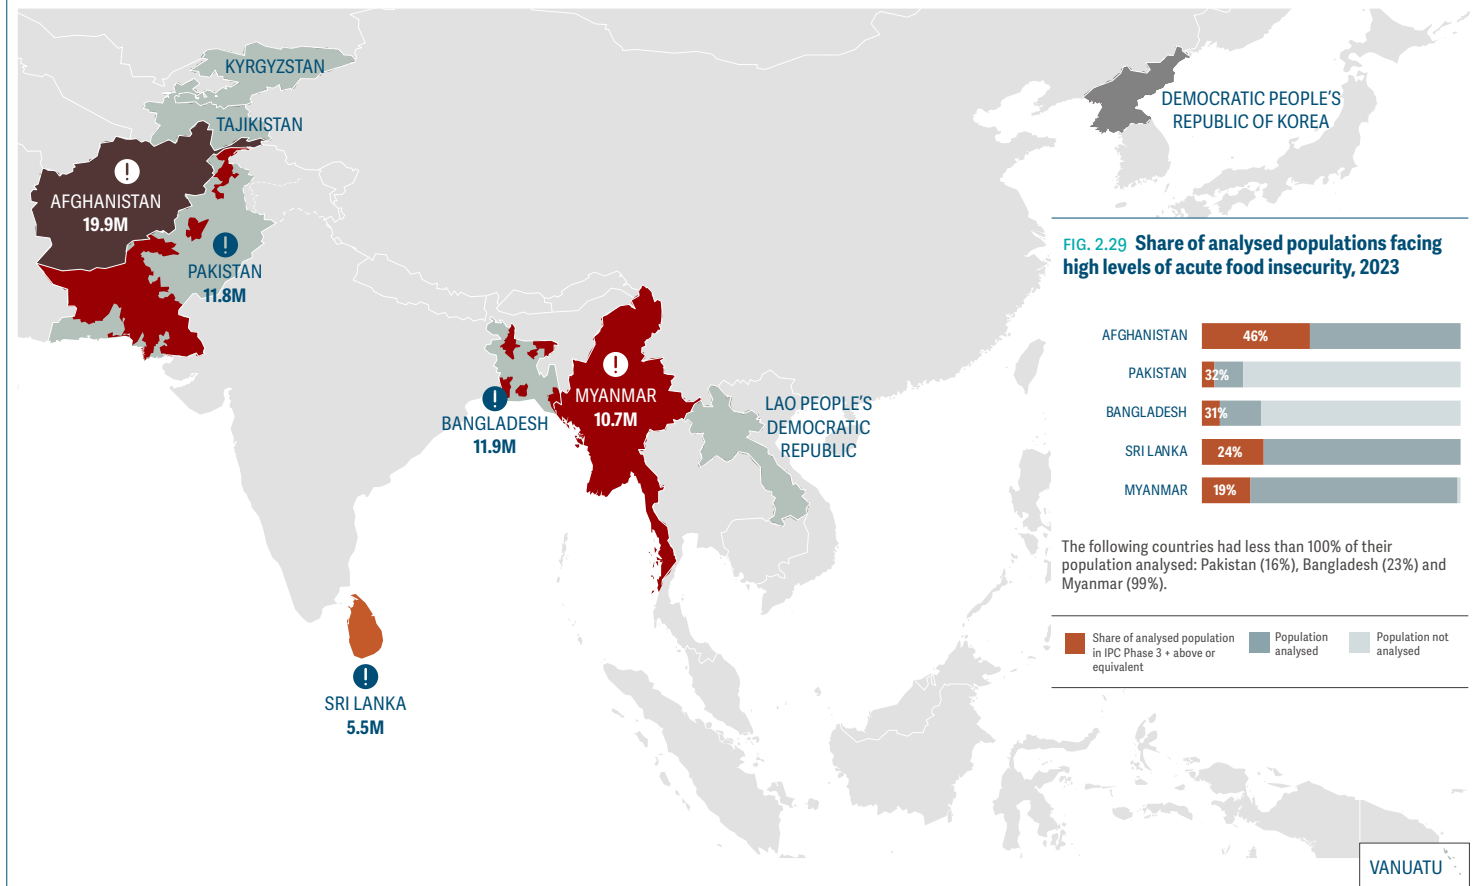 KYRGYZSTAN
TAJIKISTAN
DEMOCRATIC PEOPLE'S
REPUBLIC OF KOREA
!
AFGHANISTAN
19.9M
!
PAKISTAN
11.8M
!
MYANMAR
10.7M
!
BANGLADESH
11.9M
LAO PEOPLE'S
DEMOCRATIC
REPUBLIC
!
SRI LANKA
5.5M
FIG. 2.29 Share of analysed populations facing
high levels of acute food insecurity, 2023
AFGHANISTAN 46%
PAKISTAN 32%
BANGLADESH 31%
SRI LANKA 24%
MYANMAR 19%
The following countries had less than 100% of their
population analysed: Pakistan (16%), Bangladesh (23%) and
Myanmar (99%).
Share of analysed population
in IPC Phase 3 + above or
equivalent
Population
analysed
Population not
analysed
VANUATU